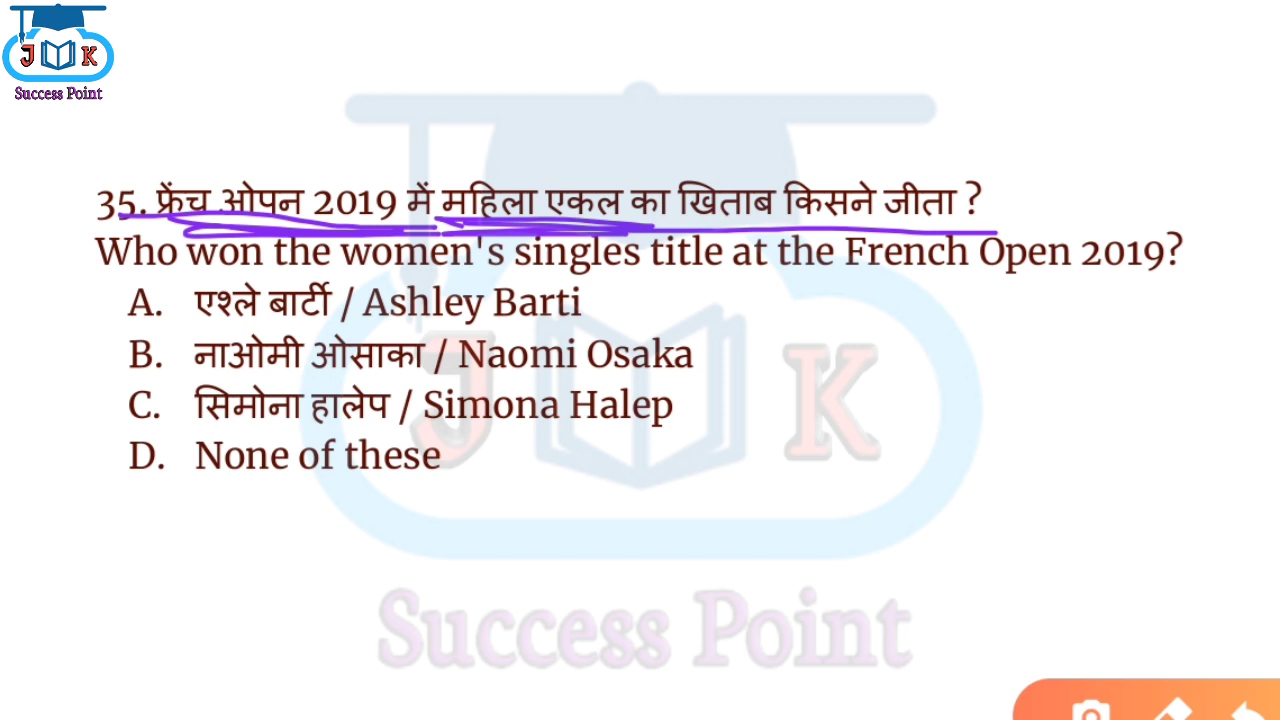 J K
Success Point
35. फ्रेंच ओपन 2019 में महिला एकल का खिताब किसने जीता ?
Who won the women's singles title at the French Open 2019?
A. एश्ले बार्टी / Ashley Barti
B. नाओमी ओसाका / Naomi Osaka
C. सिमोना हालेप / Simona Halep
D. None of these
J K
Success Point